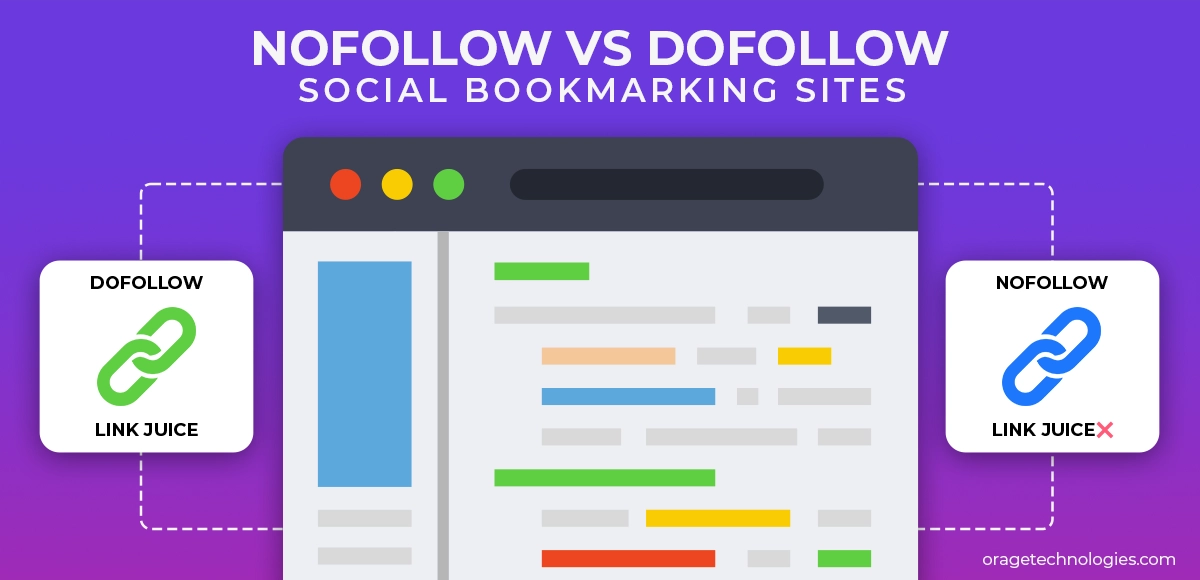 NOFOLLOW VS DOFOLLOW
SOCIAL BOOKMARKING SITES
DOFOLLOW
LINK JUICE
NOFOLLOW
LINK JUICE❌
oragetechnologies.com